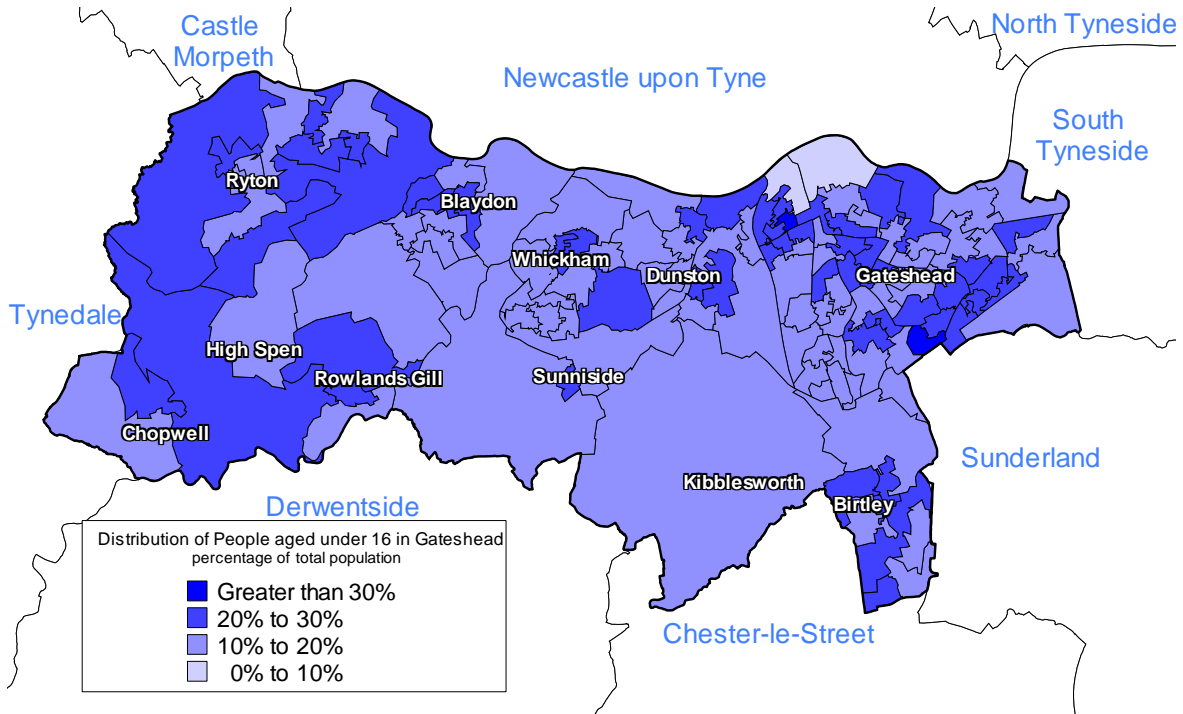 Castle
Morpeth
North Tyneside
Newcastle upon Tyne
South
Tyneside
Ryton
Blaydon
Whickham
Dunston
Gateshead
Tynedale
High Spen
Rowlands Gill
Sunniside
Chopwell
Sunderland
Kibblesworth
Birtley
Derwentside
Distribution of People aged under 16 in Gateshead
percentage of total population
Greater than 30%
20% to 30%
10% to 20%
0% to 10%
Chester-le-Street